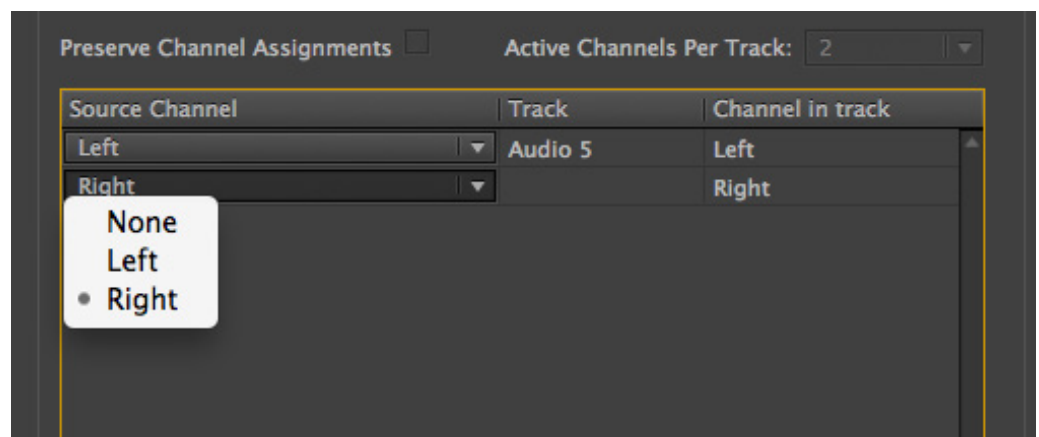 Preserve Channel Assignments Active Channels Per Track: 2
Source Channel Track Channel in track
Left Audio 5 Left
Right Right
None
Left
Right